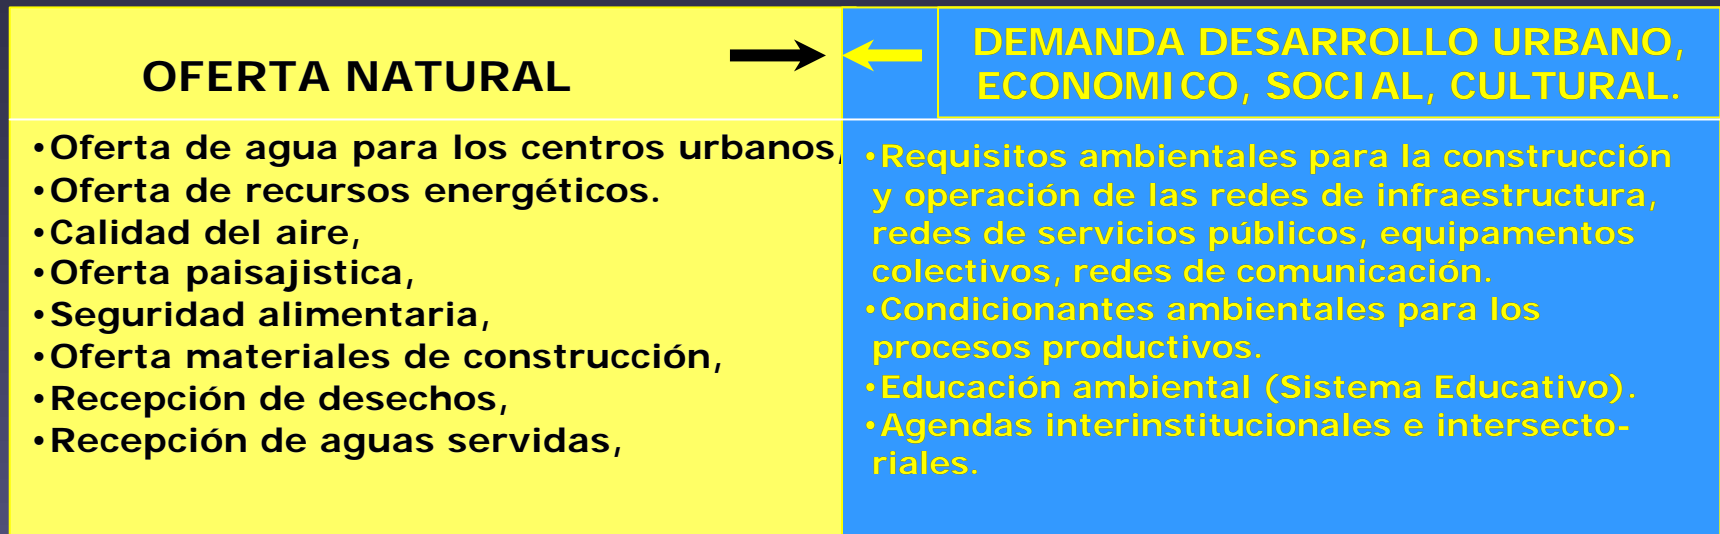 OFERTA NATURAL
•Oferta de agua para los centros urbanos,
•Oferta de recursos energéticos.
•Calidad del aire,
•Oferta paisajistica,
•Seguridad alimentaria,
•Oferta materiales de construcción,
•Recepción de desechos,
•Recepción de aguas servidas,
DEMANDA DESARROLLO URBANO,
ECONOMICO, SOCIAL, CULTURAL.
•Requisitos ambientales para la construcción
y operación de las redes de infraestructura,
redes de servicios públicos, equipamentos
colectivos, redes de comunicación.
•Condicionantes ambientales para los
procesos productivos.
•Educación ambiental (Sistema Educativo).
•Agendas interinstitucionales e intersecto-
riales.